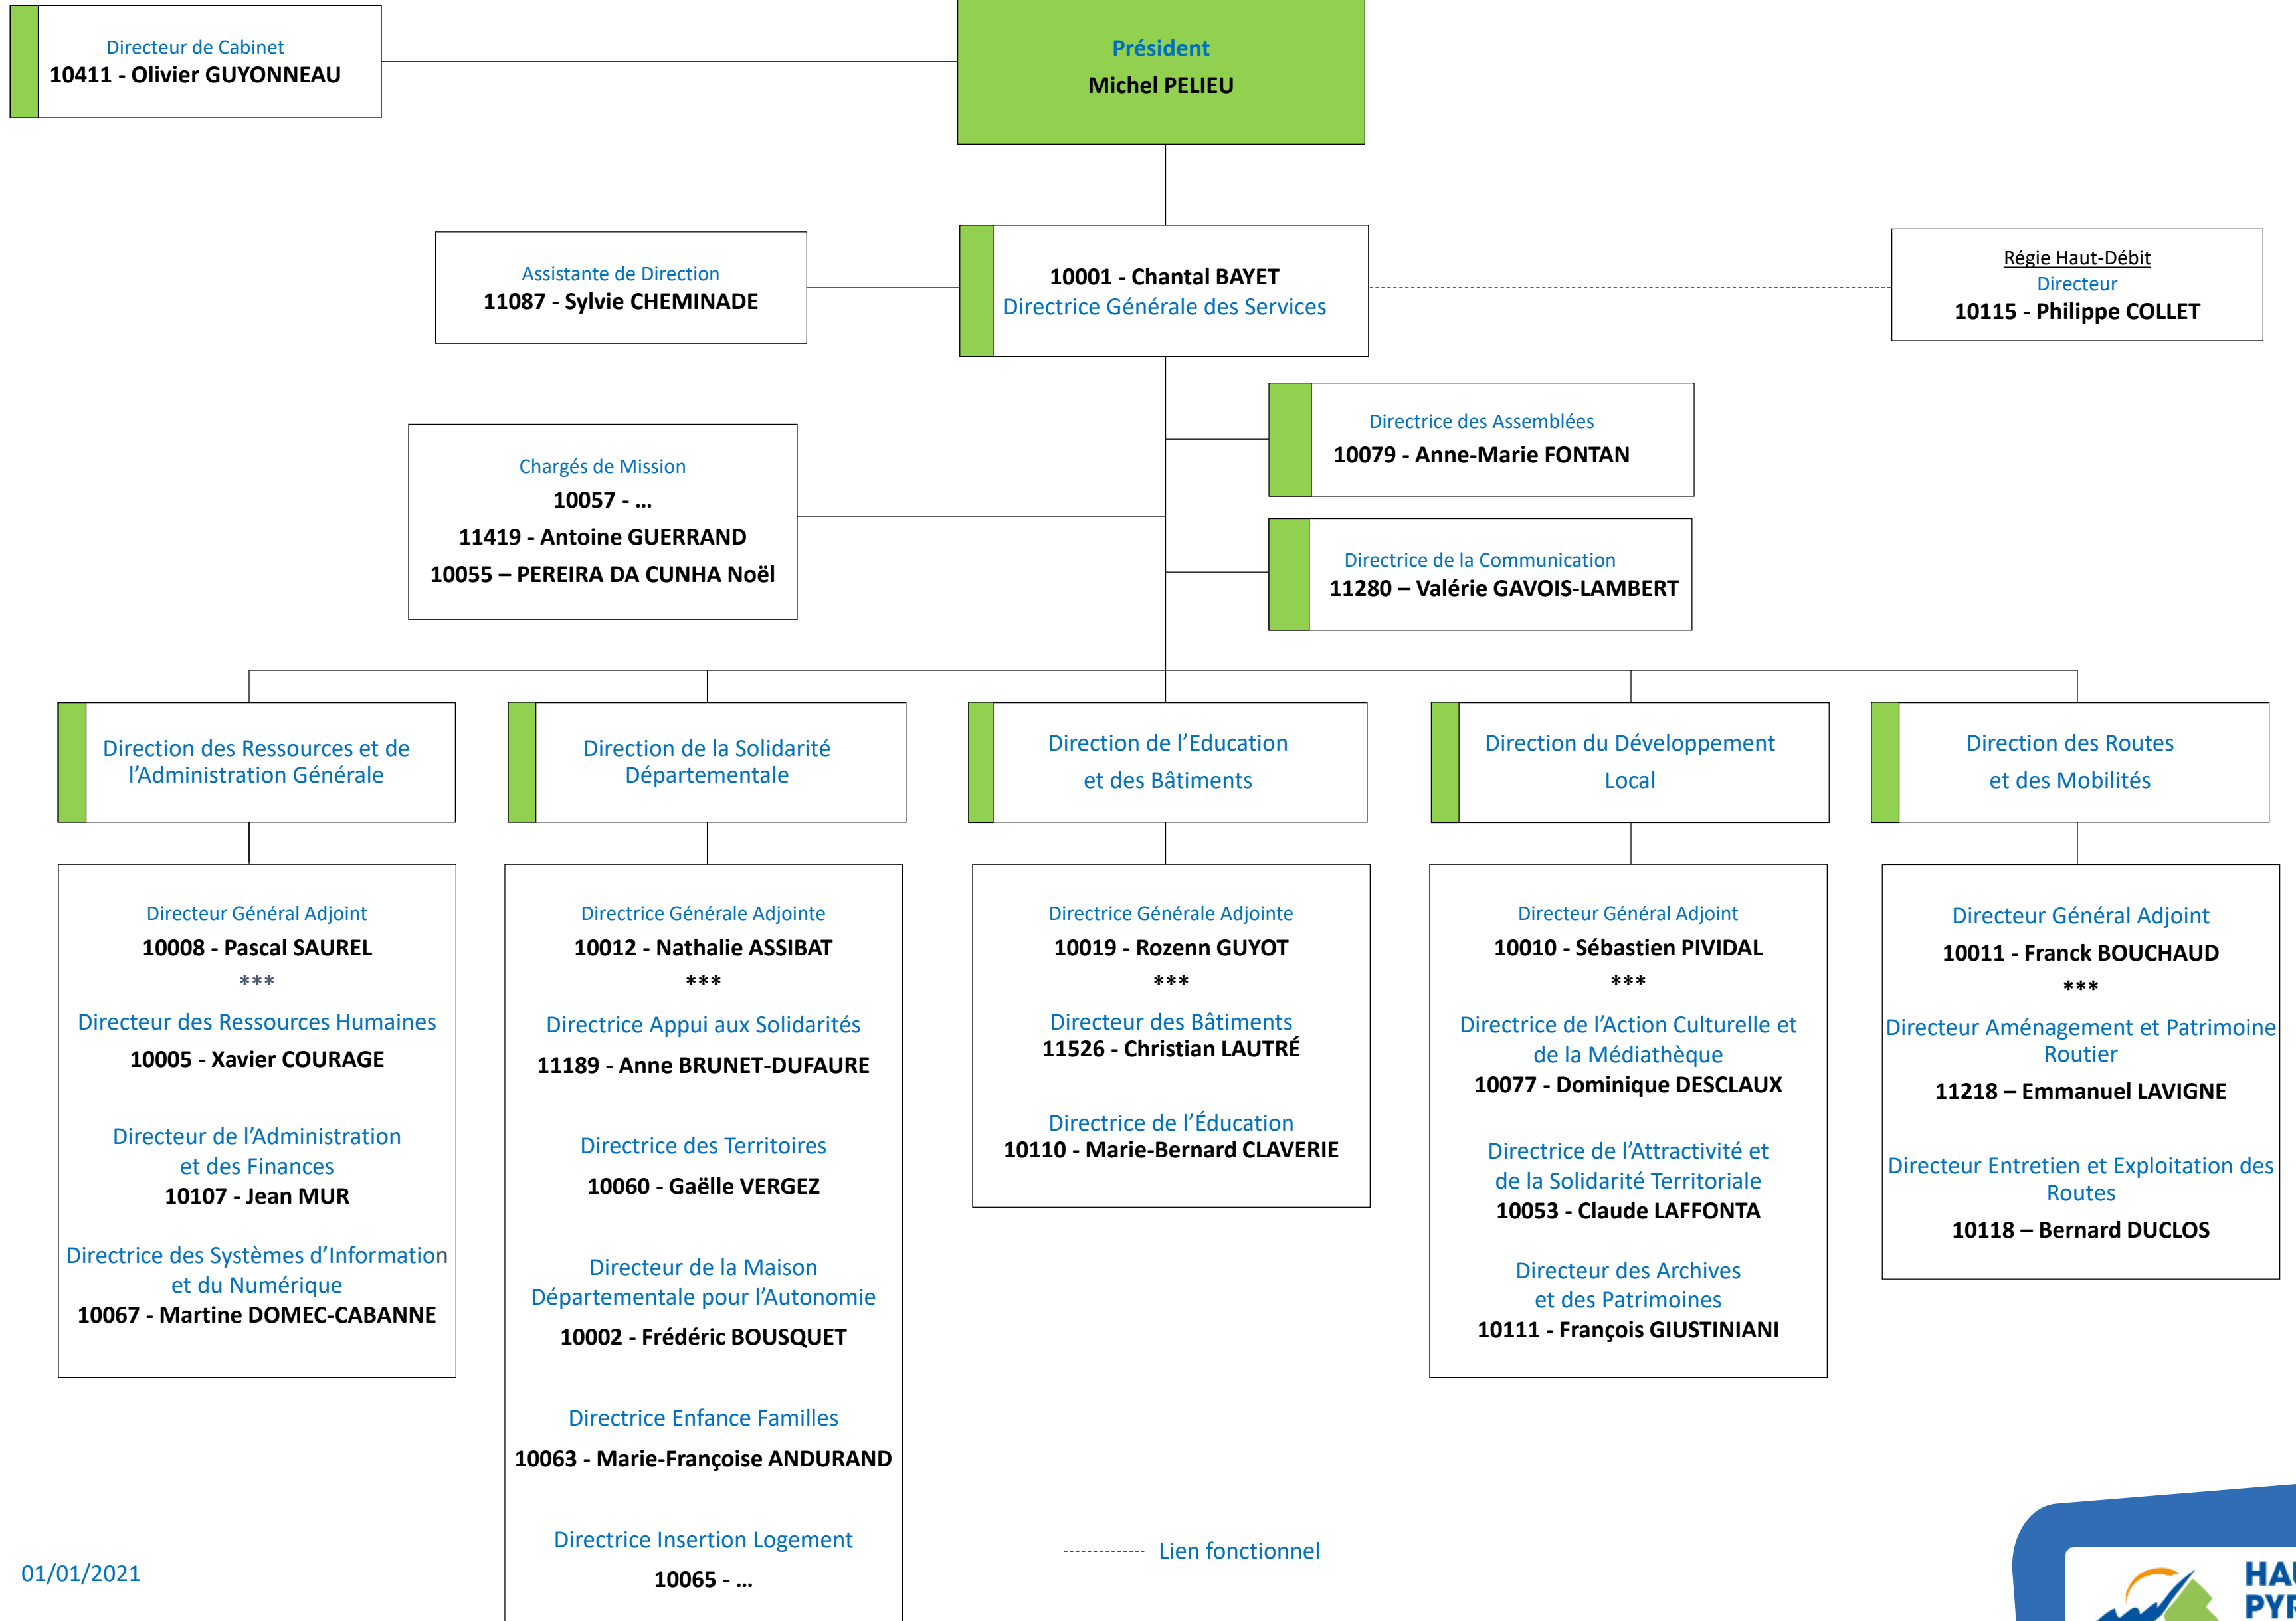 Directeur de Cabinet
10411 - Olivier GUYONNEAU
Président
Michel PELIEU
Assistante de Direction
11087 - Sylvie CHEMINADE
10001 - Chantal BAYET
Directrice Générale des Services
Régie Haut-Débit
Directeur
10115 - Philippe COLLET
Directrice des Assemblées
10079 - Anne-Marie FONTAN
Chargés de Mission
10057 - ...
11419 - Antoine GUERRAND
10055 – PEREIRA DA CUNHA Noël
Directrice de la Communication
11280 – Valérie GAVOIS-LAMBERT
Direction des Ressources et de
l’Administration Générale
Direction de la Solidarité
Départementale
Direction de l’Education
et des Bâtiments
Direction du Développement
Local
Direction des Routes
et des Mobilités
Directeur Général Adjoint
10008 - Pascal SAUREL
***
Directeur des Ressources Humaines
10005 - Xavier COURAGE
Directeur de l’Administration
et des Finances
10107 - Jean MUR
Directrice des Systèmes d’Information
et du Numérique
10067 - Martine DOMEC-CABANNE
Directrice Générale Adjointe
10012 - Nathalie ASSIBAT
***
Directrice Appui aux Solidarités
11189 - Anne BRUNET-DUFAURE
Directrice des Territoires
10060 - Gaëlle VERGEZ
Directeur de la Maison
Départementale pour l’Autonomie
10002 - Frédéric BOUSQUET
Directrice Enfance Familles
10063 - Marie-Françoise ANDURAND
Directrice Insertion Logement
10065 - ...
Directrice Générale Adjointe
10019 - Rozenn GUYOT
***
Directeur des Bâtiments
11526 - Christian LAUTRÉ
Directrice de l’Éducation
10110 - Marie-Bernard CLAVERIE
Directeur Général Adjoint
10010 - Sébastien PIVIDAL
***
Directrice de l’Action Culturelle et
de la Médiathèque
10077 - Dominique DESCLAUX
Directrice de l’Attractivité et
de la Solidarité Territoriale
10053 - Claude LAFFONTA
Directeur des Archives
et des Patrimoines
10111 - François GIUSTINIANI
Directeur Général Adjoint
10011 - Franck BOUCHAUD
***
Directeur Aménagement et Patrimoine
Routier
11218 – Emmanuel LAVIGNE
Directeur Entretien et Exploitation des
Routes
10118 – Bernard DUCLOS
Lien fonctionnel
01/01/2021